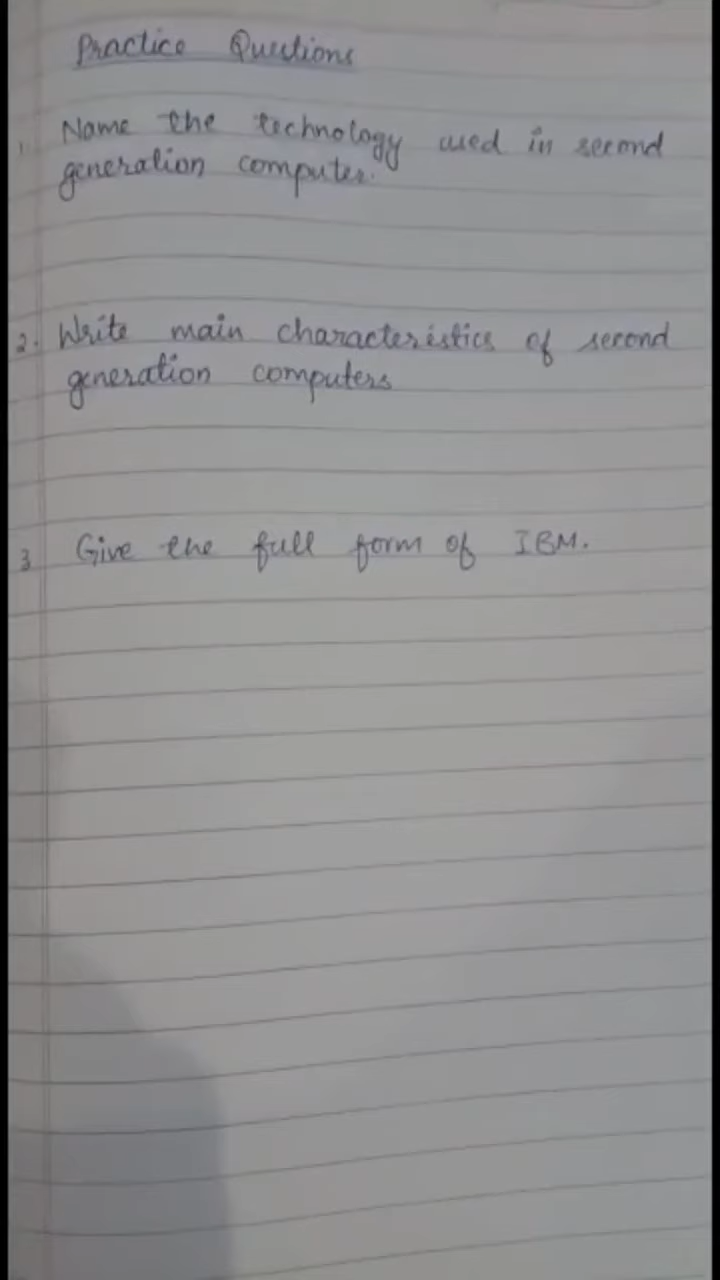 Practice Questions
1. Name the technology used in second
generation computer.
2. Write main characteristics of second
generation computers
3 Give the full form of IBM.